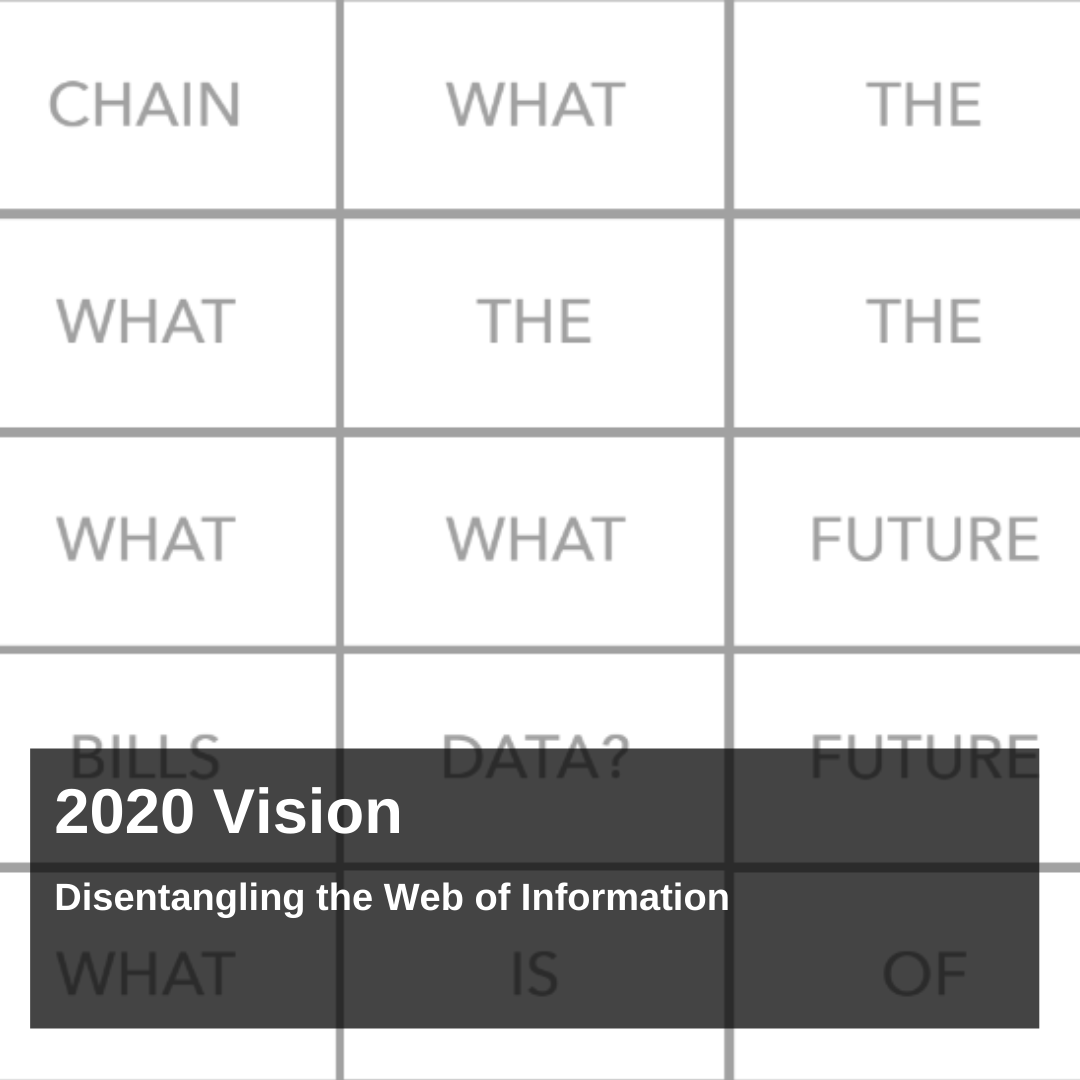 CHAIN WHAT THE
WHAT THE THE
WHAT WHAT FUTURE
BILLS DATA? FUTURE
2020 Vision
Disentangling the Web of Information
WHAT IS OF